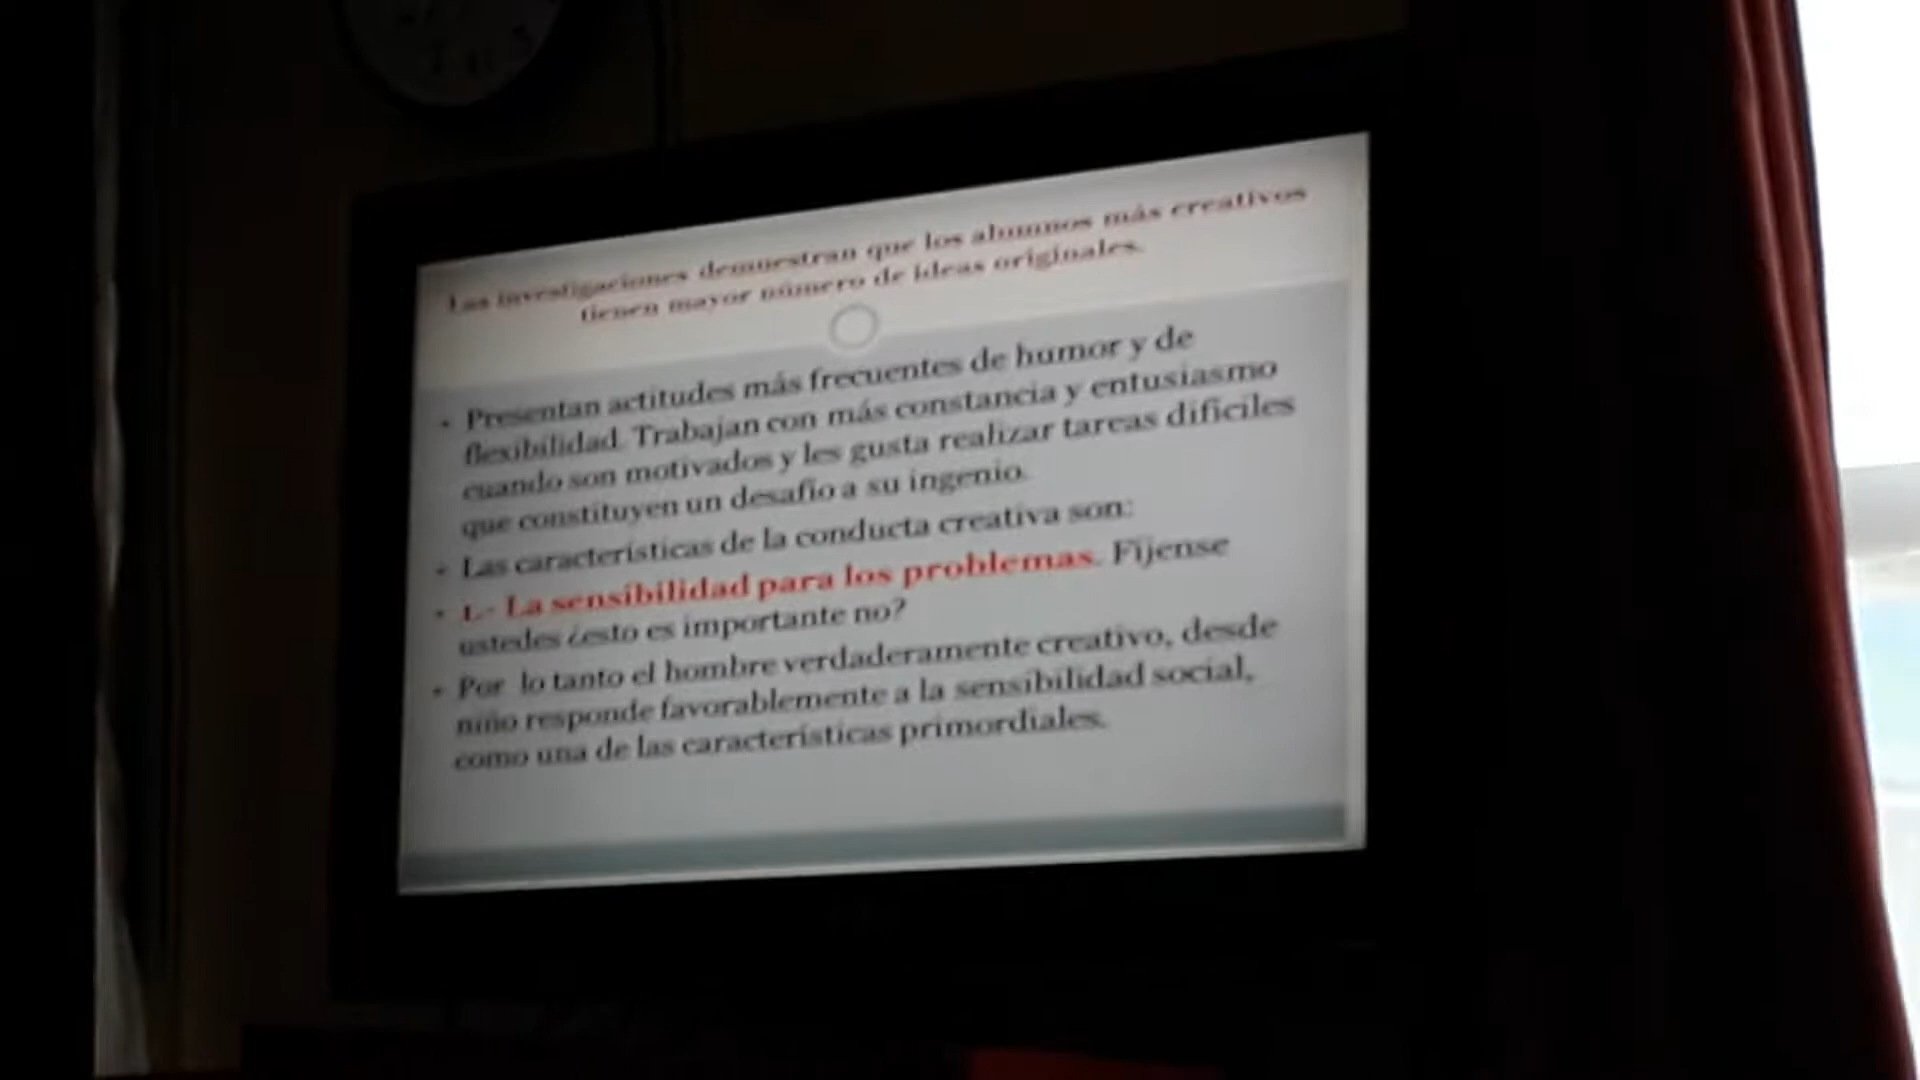 Las investigaciones demuestran que los alumnos más creativos
tienen mayor número de ideas originales.
• Presentan actitudes más frecuentes de humor y de
flexibilidad. Trabajan con más constancia y entusiasmo
cuando son motivados y les gusta realizar tareas difíciles
que constituyen un desafío a su ingenio.
• Las características de la conducta creativa son:
• 1.- La sensibilidad para los problemas. Fíjense
ustedes ¿esto es importante no?
• Por lo tanto el hombre verdaderamente creativo, desde
niño responde favorablemente a la sensibilidad social,
como una de las características primordiales.